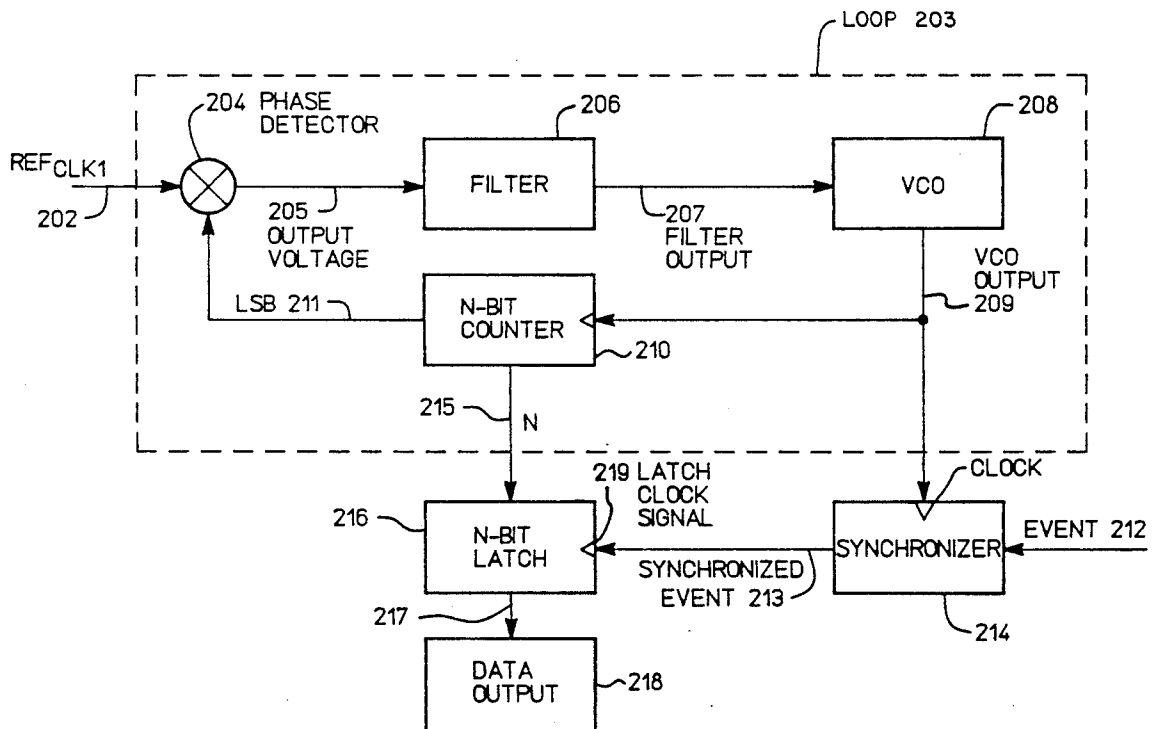 LOOP 203
204 PHASE
DETECTOR
206
208
REFCLK1
202
FILTER
VCO
205
OUTPUT
VOLTAGE
207
FILTER
OUTPUT
VCO
OUTPUT
209
LSB 211
N-BIT
COUNTER
210
215
N
219 LATCH
CLOCK
SIGNAL
CLOCK
216
N-BIT
LATCH
SYNCHRONIZER
EVENT 212
SYNCHRONIZED
EVENT 213
214
217
DATA
OUTPUT
218